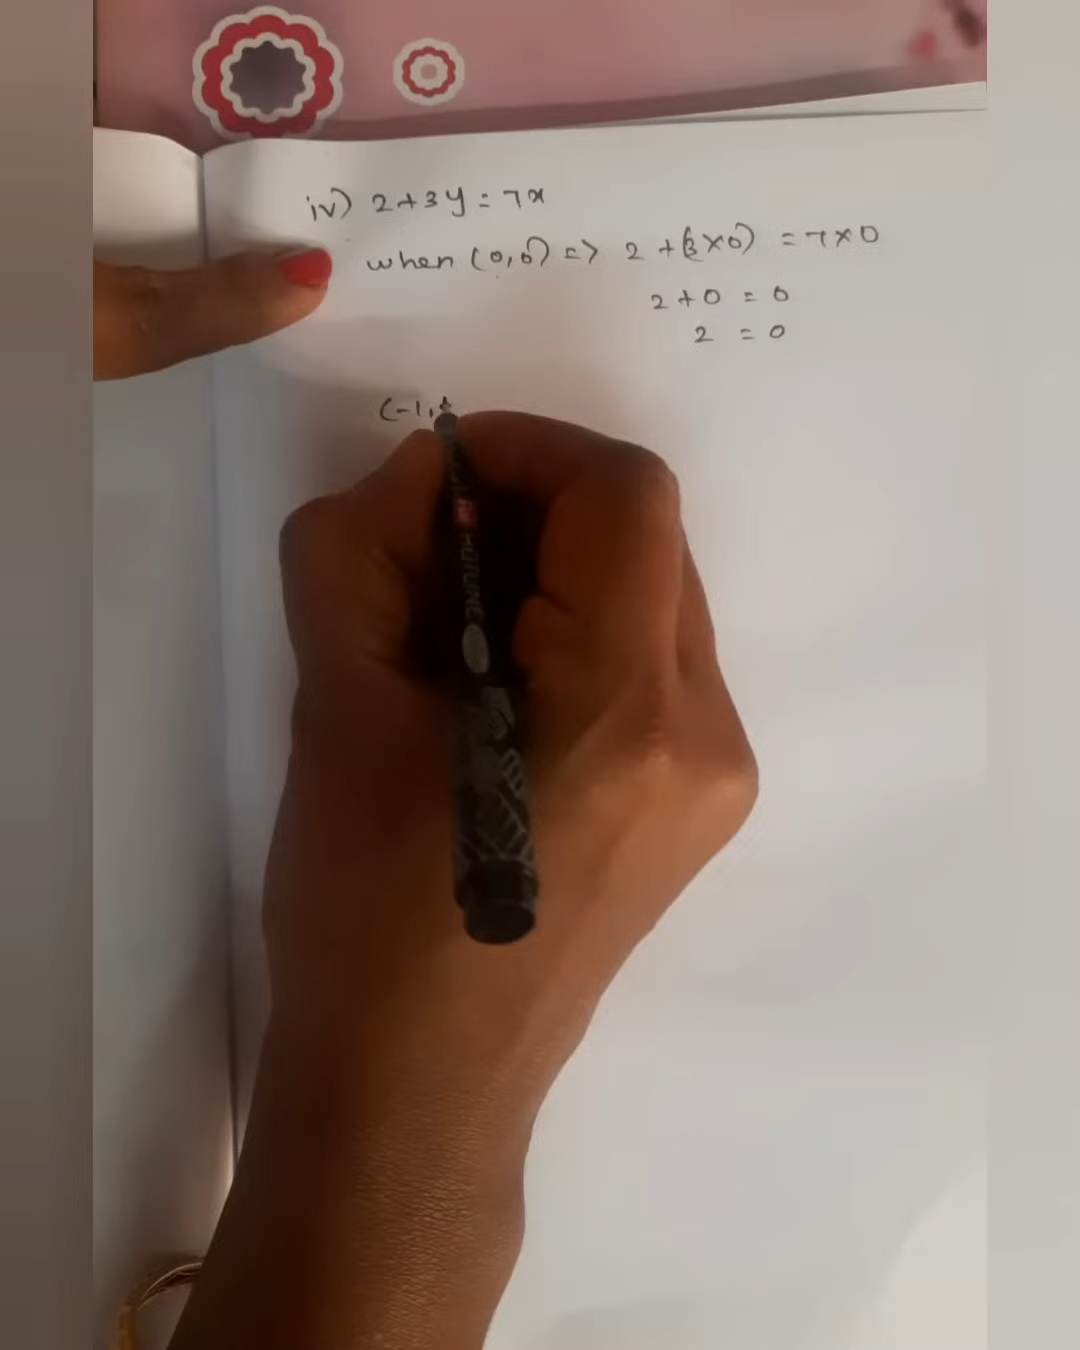 iv) 2+3y=7x
when (0,0) => 2 +(3×0) =7×0
2+0 = 0
2 = 0
(-1,
HOTLINE